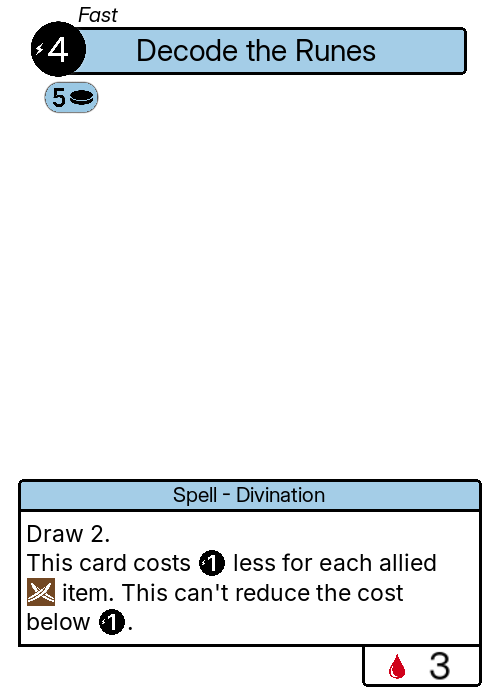 Fast
4
Decode the Runes
5
Spell - Divination
Draw 2.
This card costs 1 less for each allied
item. This can't reduce the cost
below 1.
3